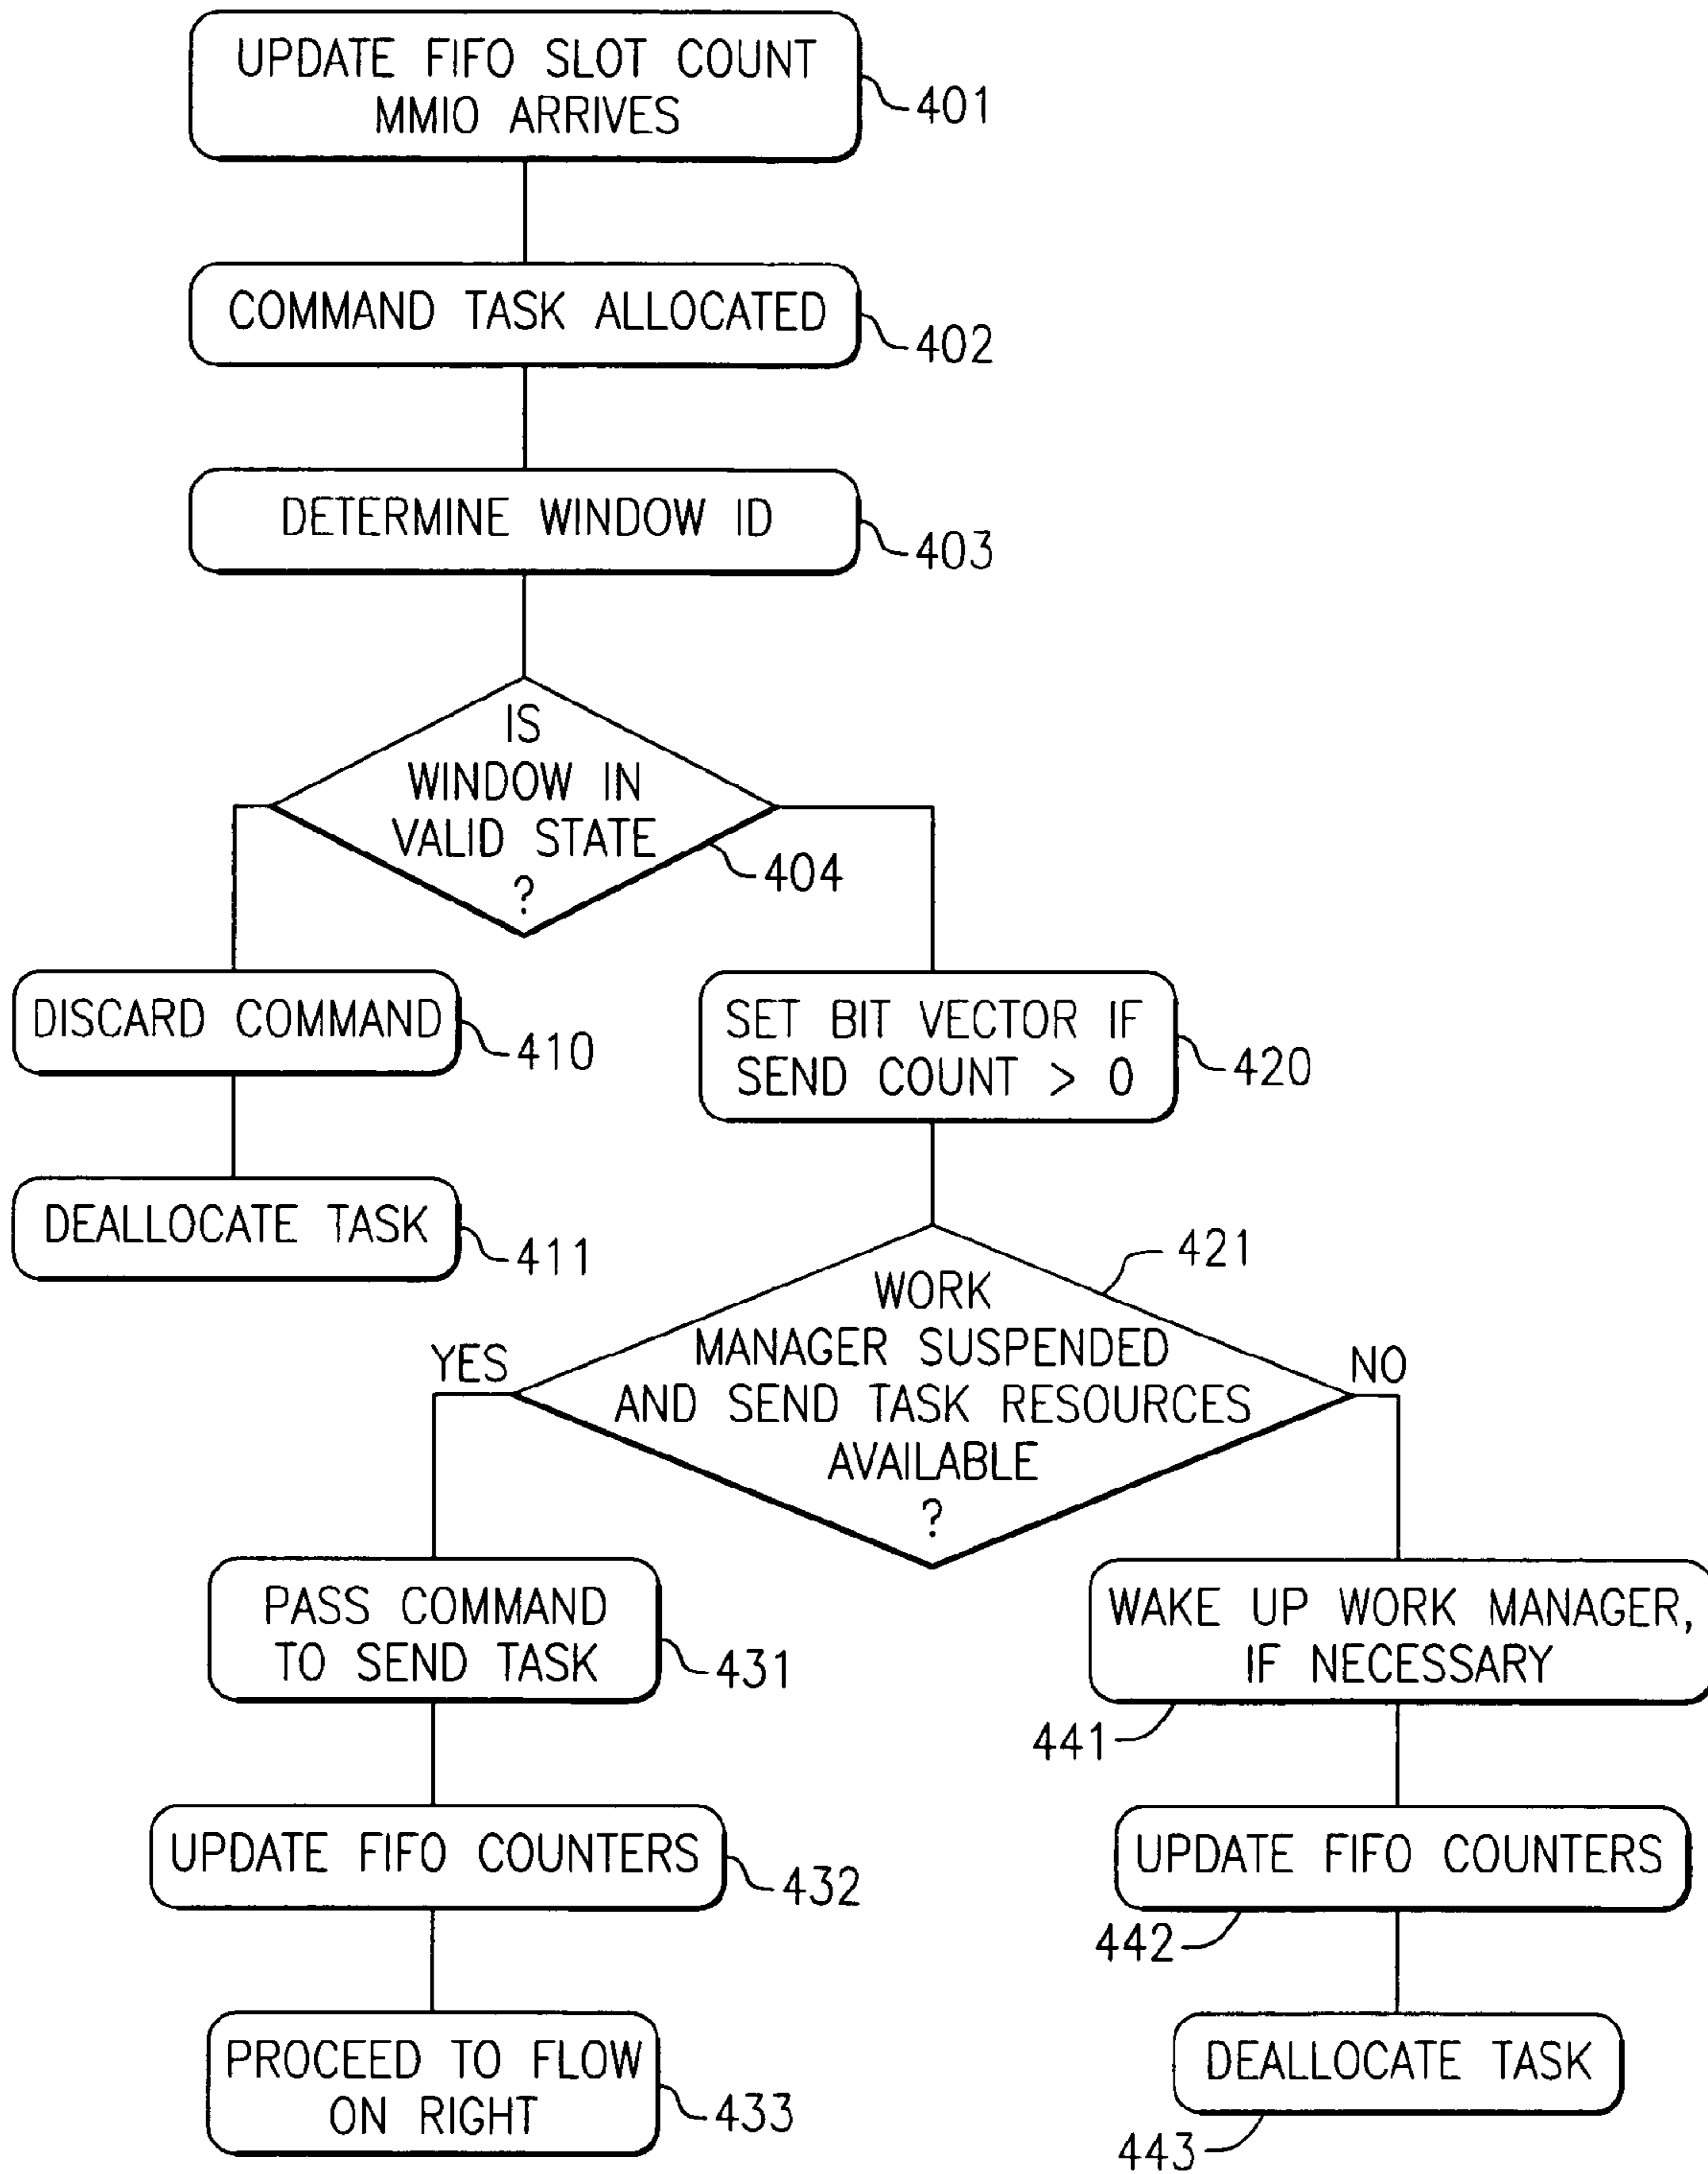 UPDATE FIFO SLOT COUNT
MMIO ARRIVES
401
COMMAND TASK ALLOCATED
402
DETERMINE WINDOW ID
403
IS
WINDOW IN
VALID STATE
?
404
DISCARD COMMAND
410
DEALLOCATE TASK
411
SET BIT VECTOR IF
SEND COUNT > 0
420
WORK
MANAGER SUSPENDED
AND SEND TASK RESOURCES
AVAILABLE
?
421
YES
NO
PASS COMMAND
TO SEND TASK
431
UPDATE FIFO COUNTERS
432
PROCEED TO FLOW
ON RIGHT
433
WAKE UP WORK MANAGER,
IF NECESSARY
441
UPDATE FIFO COUNTERS
442
DEALLOCATE TASK
443